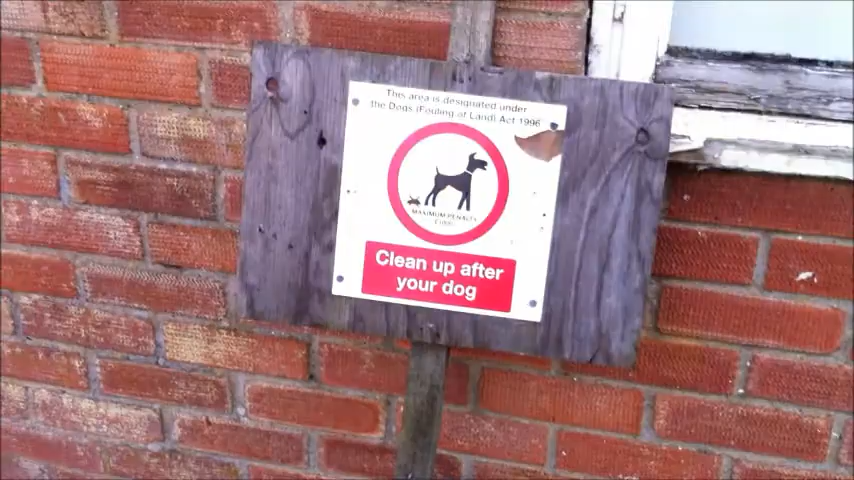 This area is designated under
the Dogs (Fouling of Land) Act 1996
MAXIMUM PENALTY
Clean up after
your dog